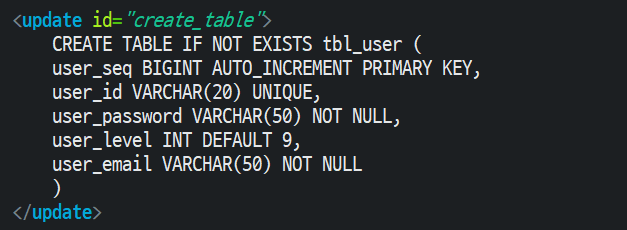 <update id="create_table">
CREATE TABLE IF NOT EXISTS tbl_user (
user_seq BIGINT AUTO_INCREMENT PRIMARY KEY,
user_id VARCHAR(20) UNIQUE,
user_password VARCHAR(50) NOT NULL,
user_level INT DEFAULT 9,
user_email VARCHAR(50) NOT NULL
)
</update>